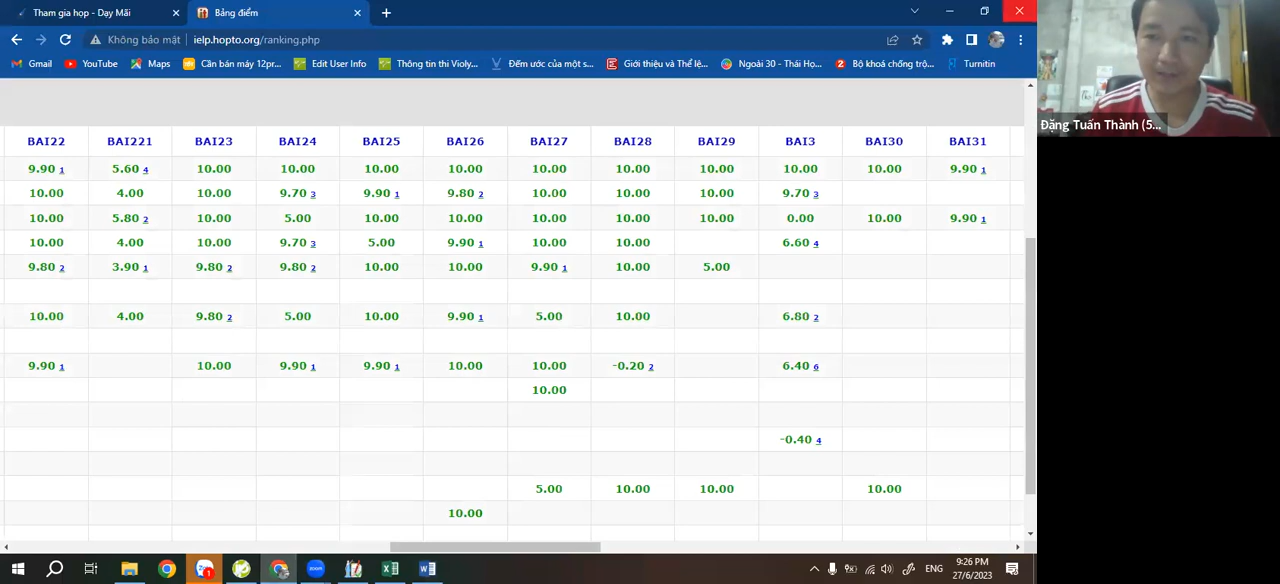 Tham gia họp - Dạy Mãi
Bảng điểm
Không bảo mật
ielp.hopto.org/ranking.php
Gmail YouTube Maps Cần bán máy 12pr... Edit User Info Thông tin thi Violy... Đếm ước của một s... Giới thiệu và Thể lệ... Ngoài 30 - Thái Họ... Bộ khoá chống trộ... Turnitin
Đặng Tuấn Thành (5...
BAI22 BAI221 BAI23 BAI24 BAI25 BAI26 BAI27 BAI28 BAI29 BAI3 BAI30 BAI31
9.90 1 5.60 4 10.00 10.00 10.00 10.00 10.00 10.00 10.00 10.00 10.00 9.90 1
10.00 4.00 10.00 9.70 3 9.90 1 9.80 2 10.00 10.00 10.00 9.70 3
10.00 5.80 2 10.00 5.00 10.00 10.00 10.00 10.00 10.00 0.00 10.00 9.90 1
10.00 4.00 10.00 9.70 3 5.00 9.90 1 10.00 10.00 6.60 4
9.80 2 3.90 1 9.80 2 9.80 2 10.00 10.00 9.90 1 10.00 5.00
10.00 4.00 9.80 2 5.00 10.00 9.90 1 5.00 10.00 6.80 2
9.90 1 10.00 9.90 1 9.90 1 10.00 10.00 -0.20 2 6.40 6
10.00
-0.40 4
5.00 10.00 10.00 10.00
10.00
ENG
9:26 PM
27/6/2023